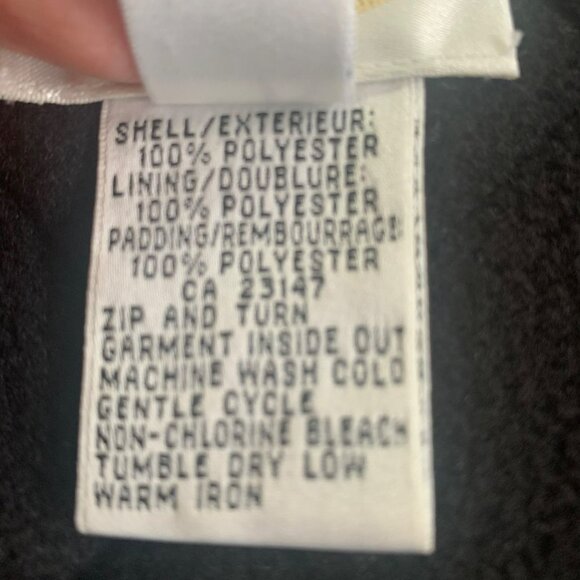 SHELL/EXTERIEUR:
100% POLYESTER
LINING/DOUBLURE:
100% POLYESTER
PADDING/REMBOURRAGE:
100% POLYESTER
CA 23147
ZIP AND TURN
GARMENT INSIDE OUT
MACHINE WASH COLD
GENTLE CYCLE
NON-CHLORINE BLEACH
TUMBLE DRY LOW
WARM IRON